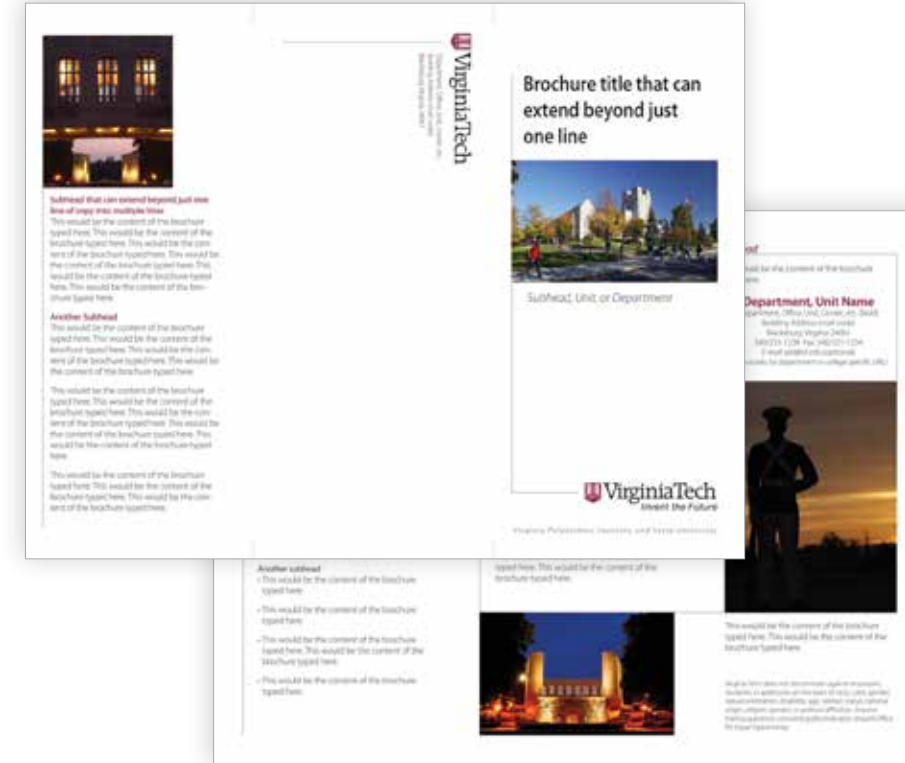 Subhead that can extend beyond just one
line of copy into multiple lines
This would be the content of the brochure
typed here. This would be the content of the
brochure typed here. This would be the con-
tent of the brochure typed here. This would be
the content of the brochure typed here. This
would be the content of the brochure typed
here. This would be the content of the bro-
chure typed here.
Another Subhead
This would be the content of the brochure
typed here. This would be the content of the
brochure typed here. This would be the con-
tent of the brochure typed here. This would be
the content of the brochure typed here.
This would be the content of the brochure
typed here. This would be the content of the
brochure typed here. This would be the con-
tent of the brochure typed here. This would be
the content of the brochure typed here. This
would be the content of the brochure typed
here.
This would be the content of the brochure
typed here. This would be the content of the
brochure typed here. This would be the con-
tent of the brochure typed here.
VirginiaTech
Brochure title that can
extend beyond just
one line
Subhead, Unit, or Department
VirginiaTech
Invent the Future
Virginia Polytechnic Institute and State University
Another subhead
• This would be the content of the brochure
typed here.
• This would be the content of the brochure
typed here.
• This would be the content of the brochure
typed here. This would be the content of the
brochure typed here.
• This would be the content of the brochure
typed here.
typed here. This would be the content of the
brochure typed here.
be the content of the brochure
Department, Unit Name
Blacksburg, Virginia 24061
This would be the content of the brochure
typed here. This would be the content of the
brochure typed here.